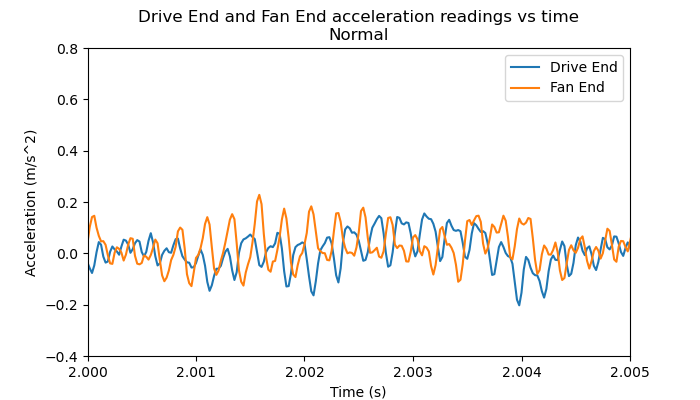 Drive End and Fan End acceleration readings vs time
Normal
0.8
Drive End
Fan End
0.6
0.4
0.2
0.0
−0.2
−0.4
Acceleration (m/s^2)
2.000 2.001 2.002 2.003 2.004 2.005
Time (s)